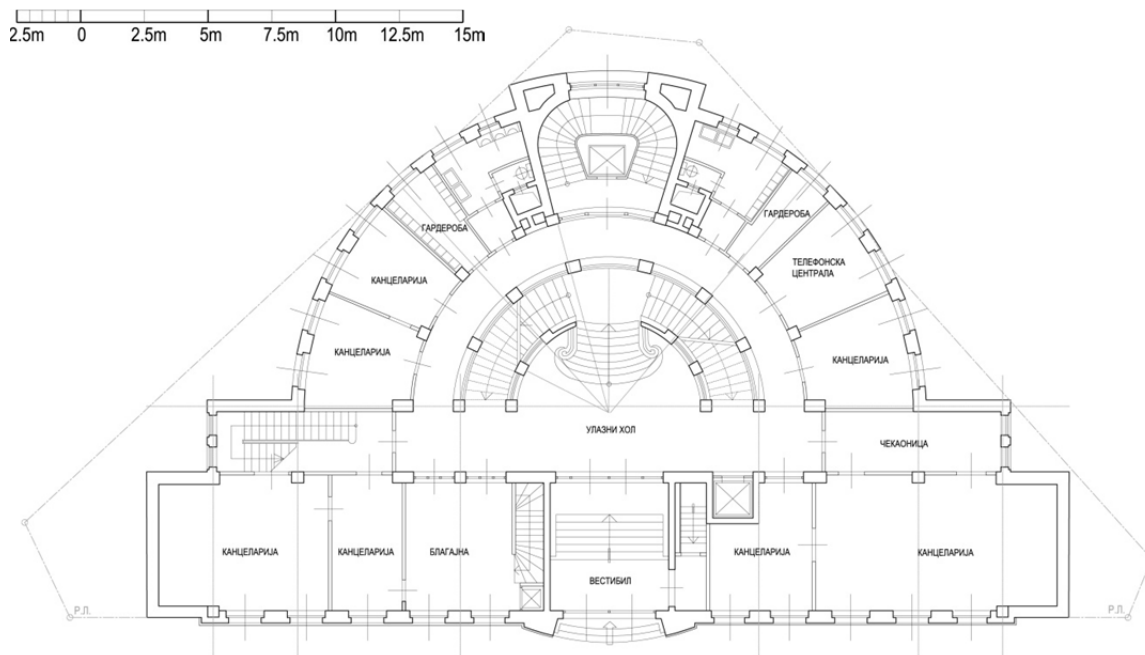 2.5m 0 2.5m 5m 7.5m 10m 12.5m 15m
ГАРДЕРОБА
ГАРДЕРОБА
КАНЦЕЛАРИЈА
ТЕЛЕФОНСКА
ЦЕНТРАЛА
КАНЦЕЛАРИЈА
КАНЦЕЛАРИЈА
УЛАЗНИ ХОЛ
ЧЕКАОНИЦА
КАНЦЕЛАРИЈА
КАНЦЕЛАРИЈА
БЛАГАЈНА
КАНЦЕЛАРИЈА
КАНЦЕЛАРИЈА
ВЕСТИБИЛ
Р.Л.
Р.Л.